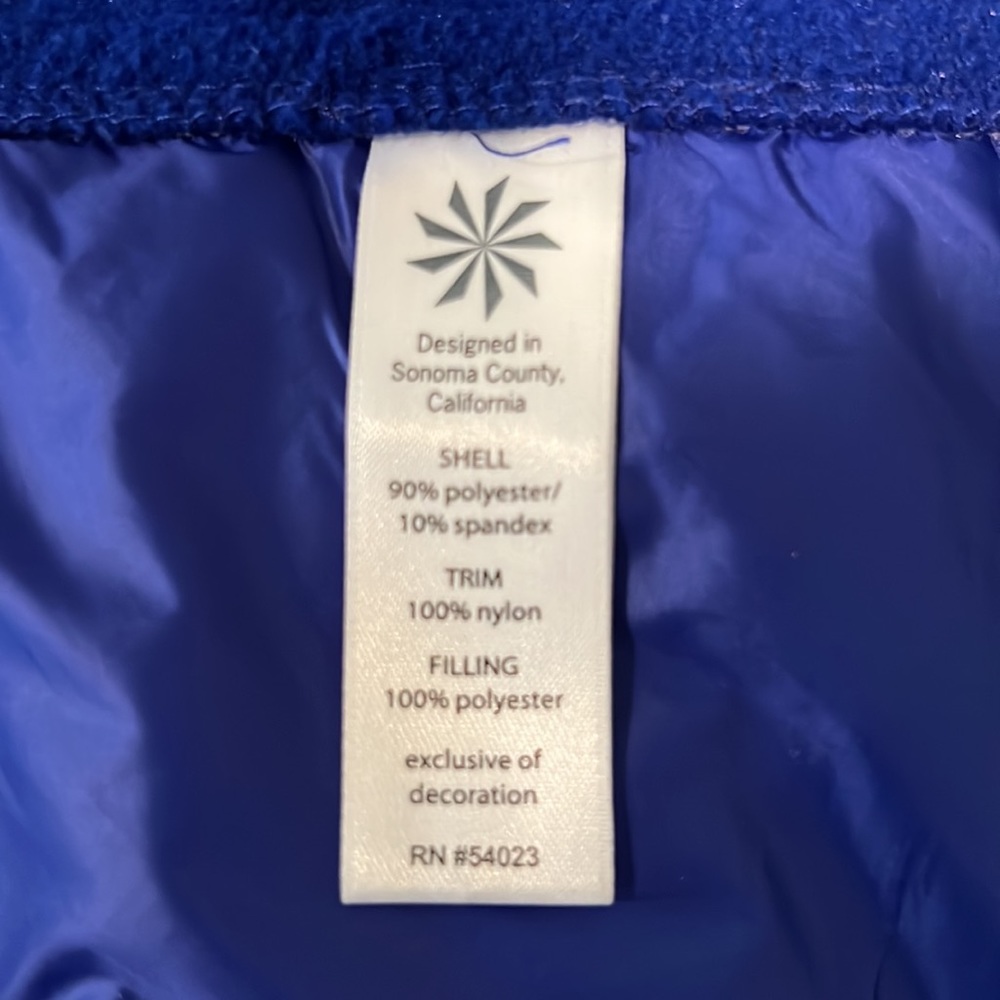 Designed in
Sonoma County,
California
SHELL
90% polyester/
10% spandex
TRIM
100% nylon
FILLING
100% polyester
exclusive of
decoration
RN #54023